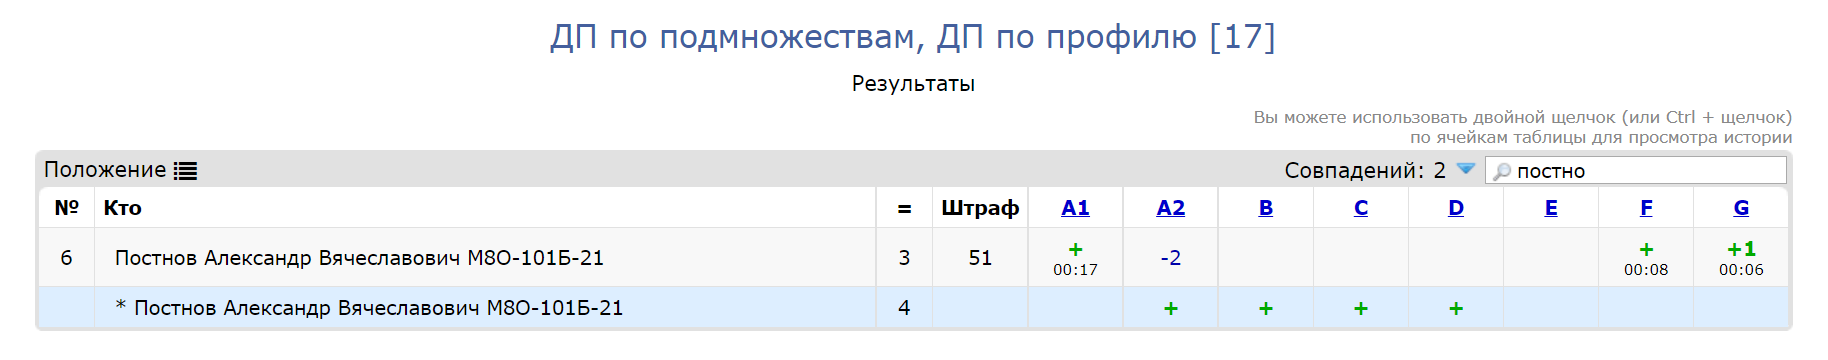 ДП по подмножествам, ДП по профилю [17]
Результаты
Вы можете использовать двойной щелчок (или Ctrl + щелчок)
по ячейкам таблицы для просмотра истории
Положение Совпадений: 2 постно
№ Кто = Штраф A1 A2 B C D E F G
6 Постнов Александр Вячеславович М8О-101Б-21 3 51 + -2 + +1
00:17 00:08 00:06
* Постнов Александр Вячеславович М8О-101Б-21 4 + + + +